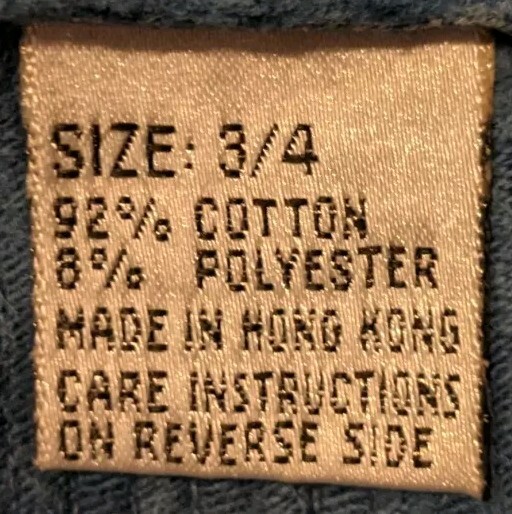 SIZE: 3/4
92% COTTON
8% POLYESTER
MADE IN HONG KONG
CARE INSTRUCTIONS
ON REVERSE SIDE